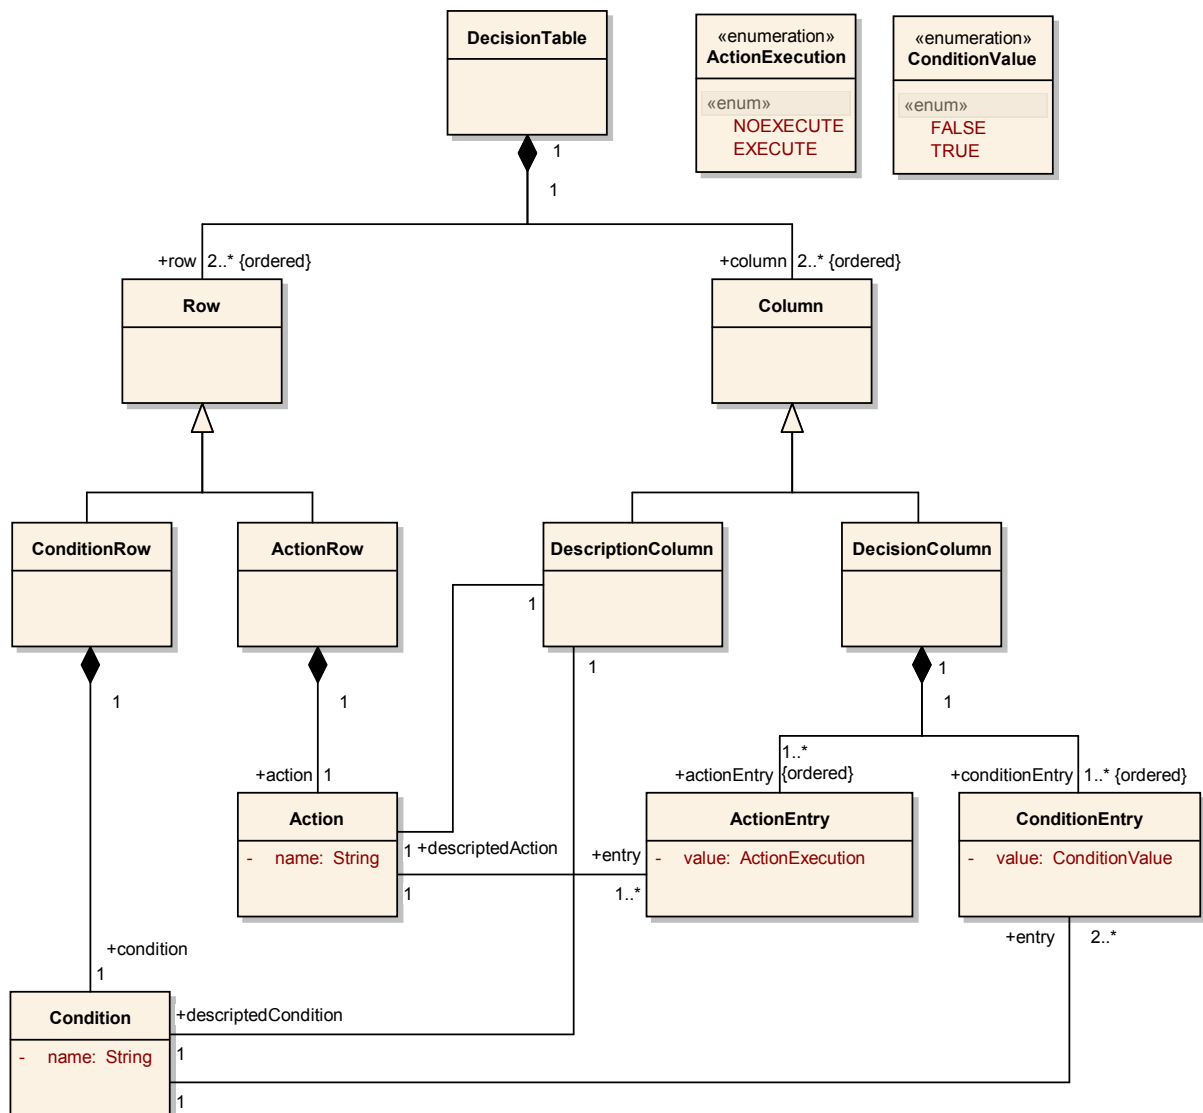 DecisionTable
«enumeration»
ActionExecution
«enum»
NOEXECUTE
EXECUTE
«enumeration»
ConditionValue
«enum»
FALSE
TRUE
1
1
+row 2..* {ordered}
+column 2..* {ordered}
Row
Column
ConditionRow
ActionRow
DescriptionColumn
DecisionColumn
1
1
1
1
1
1
+action 1
1..*
+actionEntry {ordered}
+conditionEntry 1..* {ordered}
Action
- name: String
ActionEntry
- value: ActionExecution
ConditionEntry
- value: ConditionValue
1 +descriptedAction
+entry
1
1..*
+entry 2..*
+condition
1
Condition
- name: String
+descriptedCondition
1
1